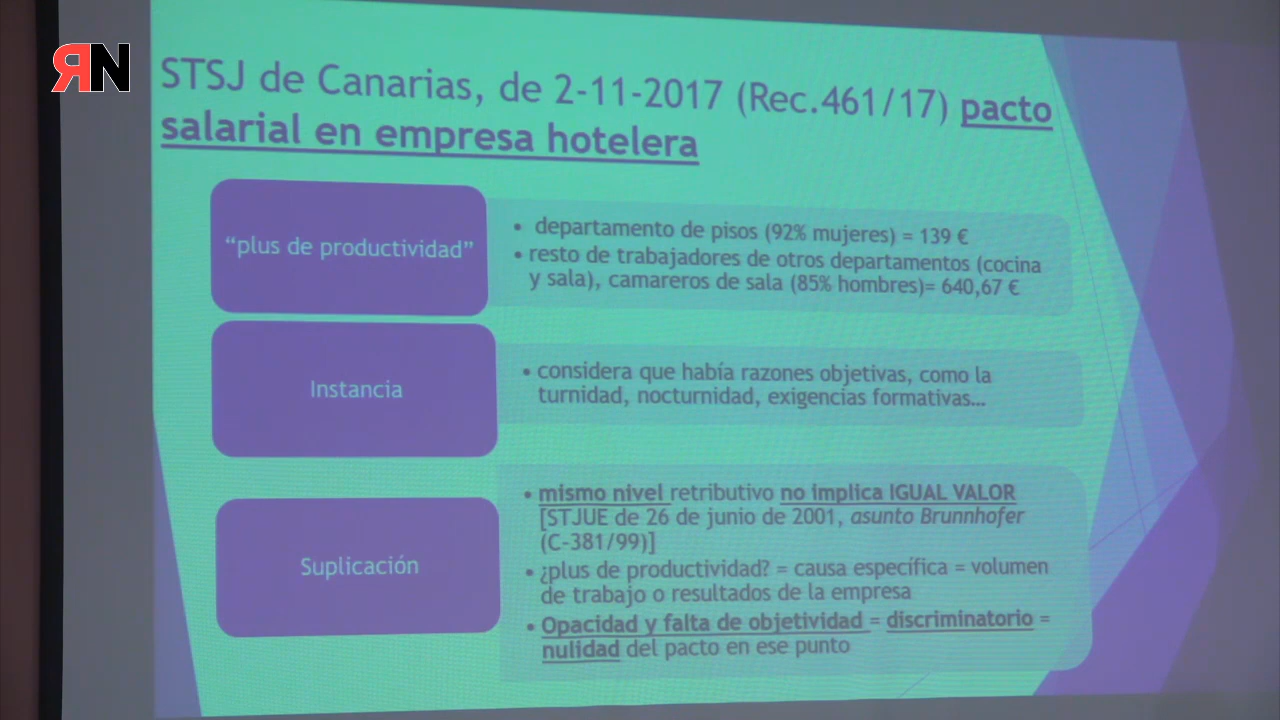 ЯN
STSJ de Canarias, de 2-11-2017 (Rec.461/17) pacto
salarial en empresa hotelera
“plus de productividad”
• departamento de pisos (92% mujeres) = 139 €
• resto de trabajadores de otros departamentos (cocina
y sala), camareros de sala (85% hombres)= 640,67 €
Instancia
• considera que había razones objetivas, como la
turnidad, nocturnidad, exigencias formativas…
Suplicación
• mismo nivel retributivo no implica IGUAL VALOR
[STJUE de 26 de junio de 2001, asunto Brunnhofer
(C-381/99)]
• ¿plus de productividad? = causa específica = volumen
de trabajo o resultados de la empresa
• Opacidad y falta de objetividad = discriminatorio =
nulidad del pacto en ese punto